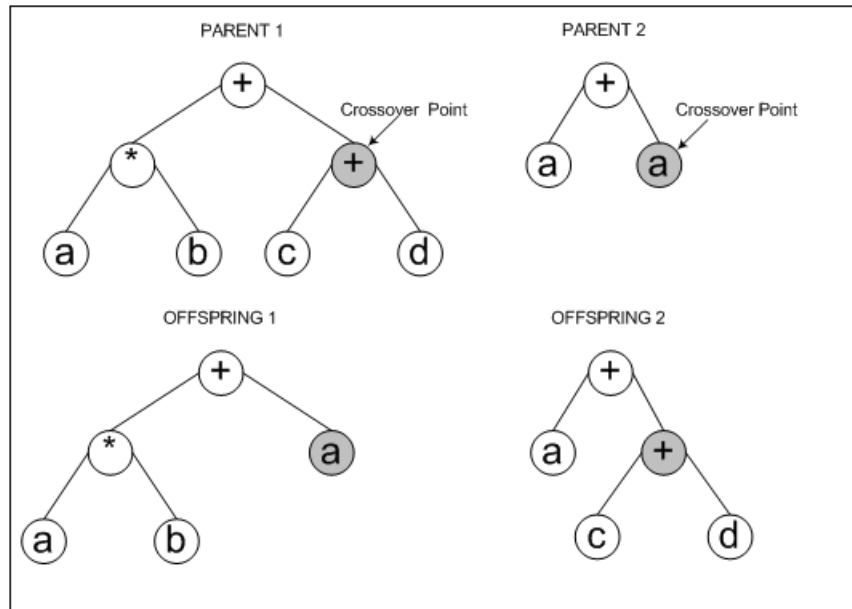 PARENT 1 PARENT 2
+ +
Crossover Point Crossover Point
* + a a
a b c d
OFFSPRING 1 OFFSPRING 2
+ +
* a a +
a b c d